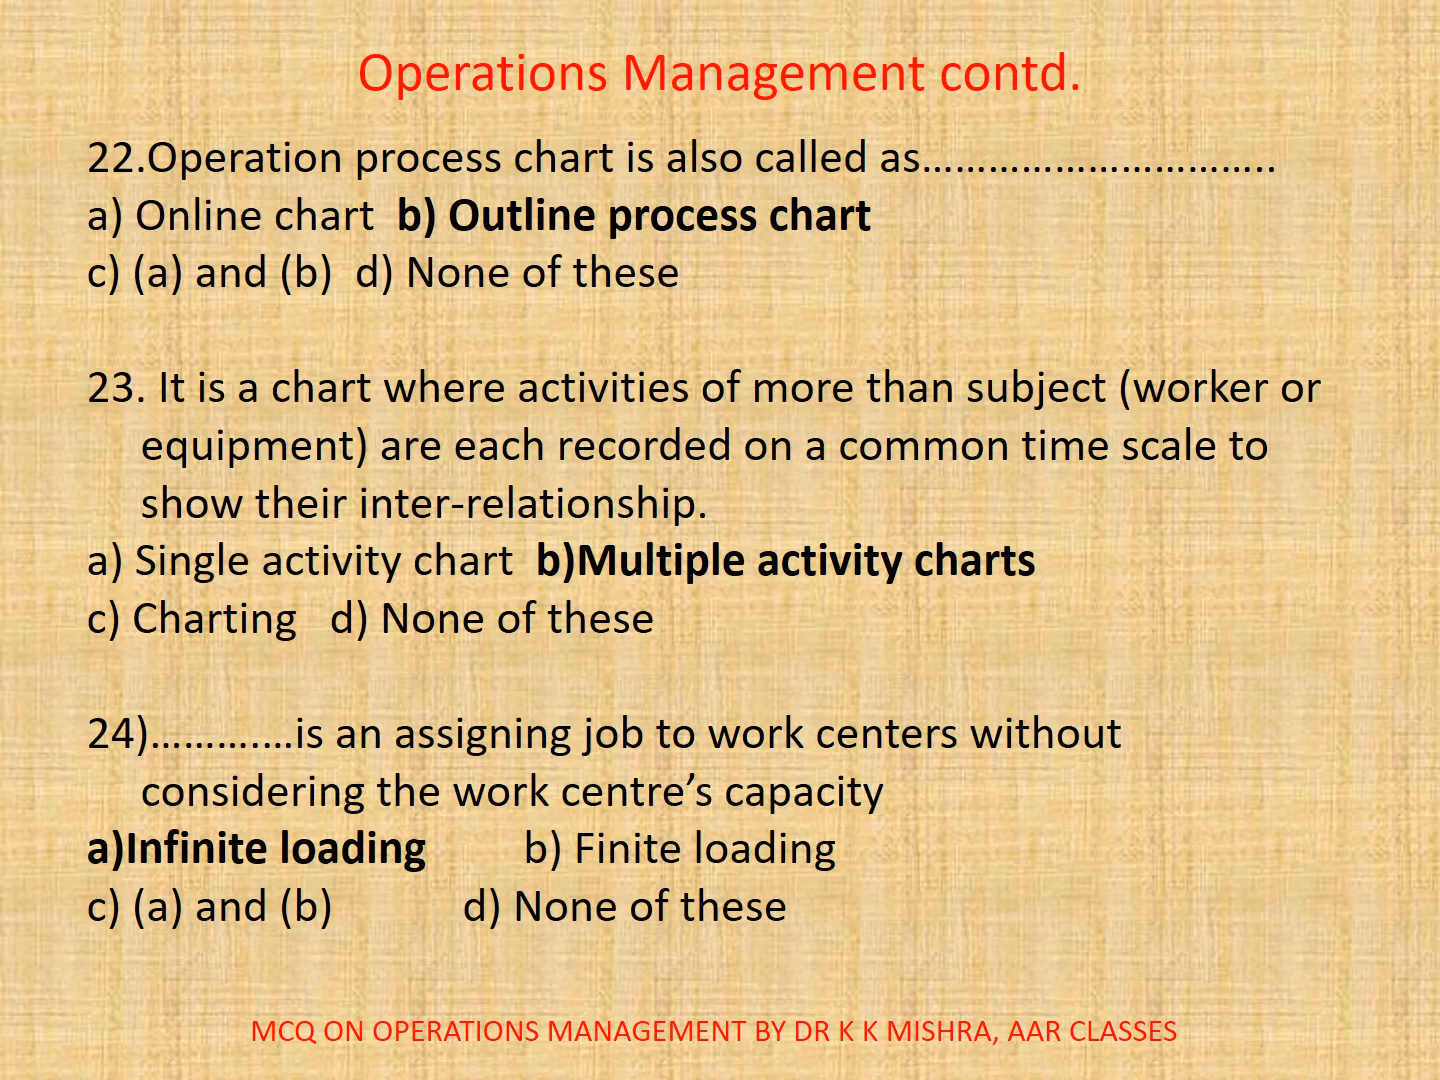 Operations Management contd.
22.Operation process chart is also called as…………………………..
a) Online chart  b) Outline process chart
c) (a) and (b)  d) None of these
23. It is a chart where activities of more than subject (worker or
equipment) are each recorded on a common time scale to
show their inter-relationship.
a) Single activity chart  b)Multiple activity charts
c) Charting   d) None of these
24)……….…is an assigning job to work centers without
considering the work centre’s capacity
a)Infinite loading         b) Finite loading
c) (a) and (b)            d) None of these
MCQ ON OPERATIONS MANAGEMENT BY DR K K MISHRA, AAR CLASSES